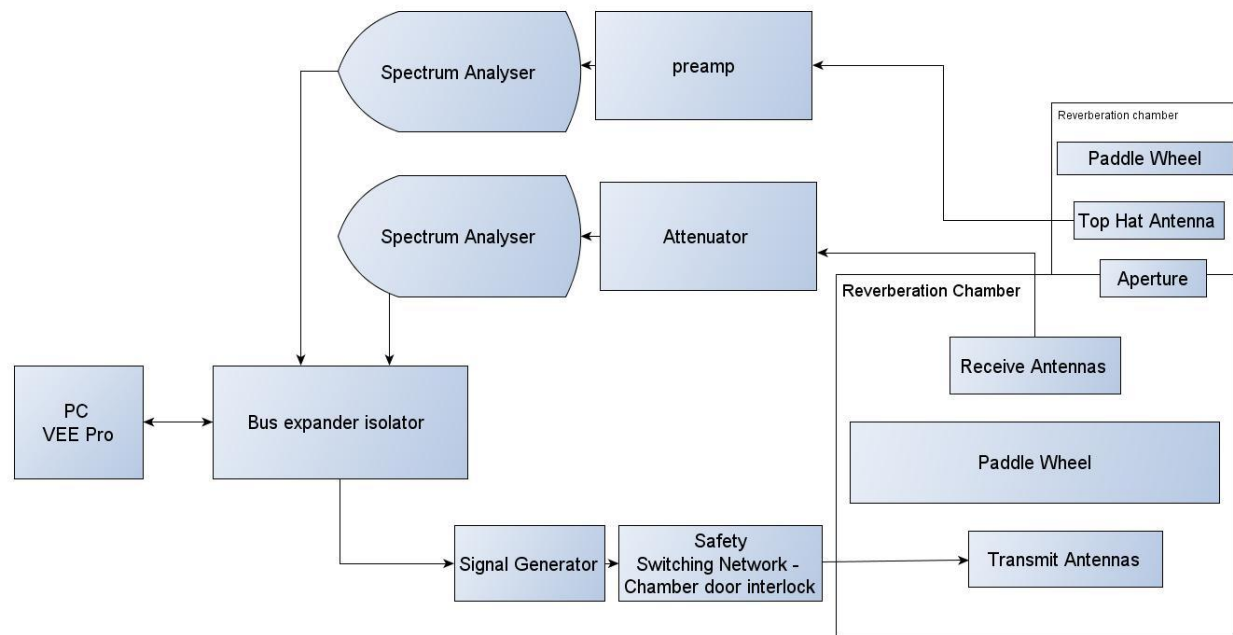 Spectrum Analyser
preamp
Reverberation chamber
Paddle Wheel
Top Hat Antenna
Spectrum Analyser
Attenuator
Aperture
Reverberation Chamber
Receive Antennas
PC
VEE Pro
Bus expander isolator
Paddle Wheel
Signal Generator
Safety
Switching Network -
Chamber door interlock
Transmit Antennas